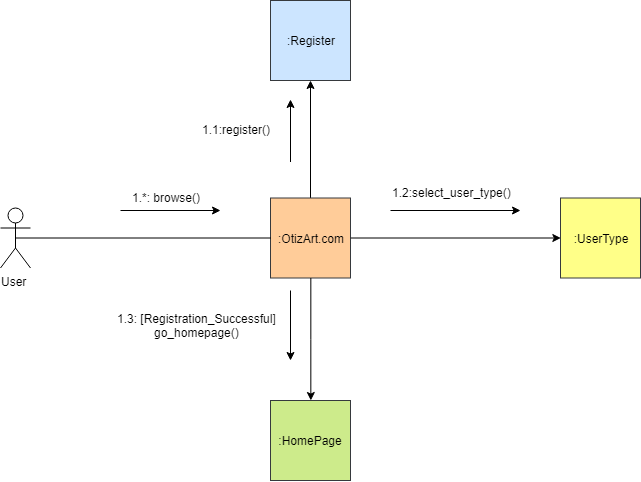 :Register
1.1:register()
1.*: browse()
1.2:select_user_type()
:OtizArt.com
:UserType
User
1.3: [Registration_Successful]
go_homepage()
:HomePage